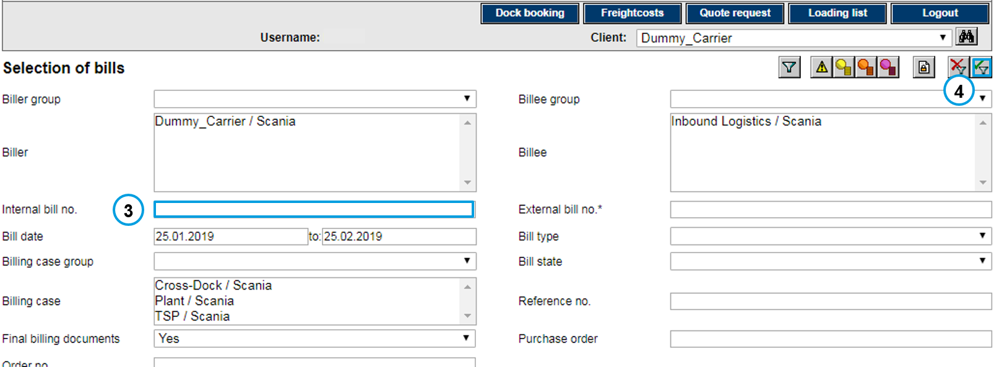 Dock booking Freightcosts Quote request Loading list Logout
Username: Client: Dummy_Carrier
Selection of bills
4
Biller group Billee group
Dummy_Carrier / Scania Inbound Logistics / Scania
Biller Billee
Internal bill no. 3 External bill no.*
Bill date 25.01.2019 to: 25.02.2019 Bill type
Billing case group Bill state
Cross-Dock / Scania
Billing case Plant / Scania Reference no.
TSP / Scania
Final billing documents Yes Purchase order
Order no